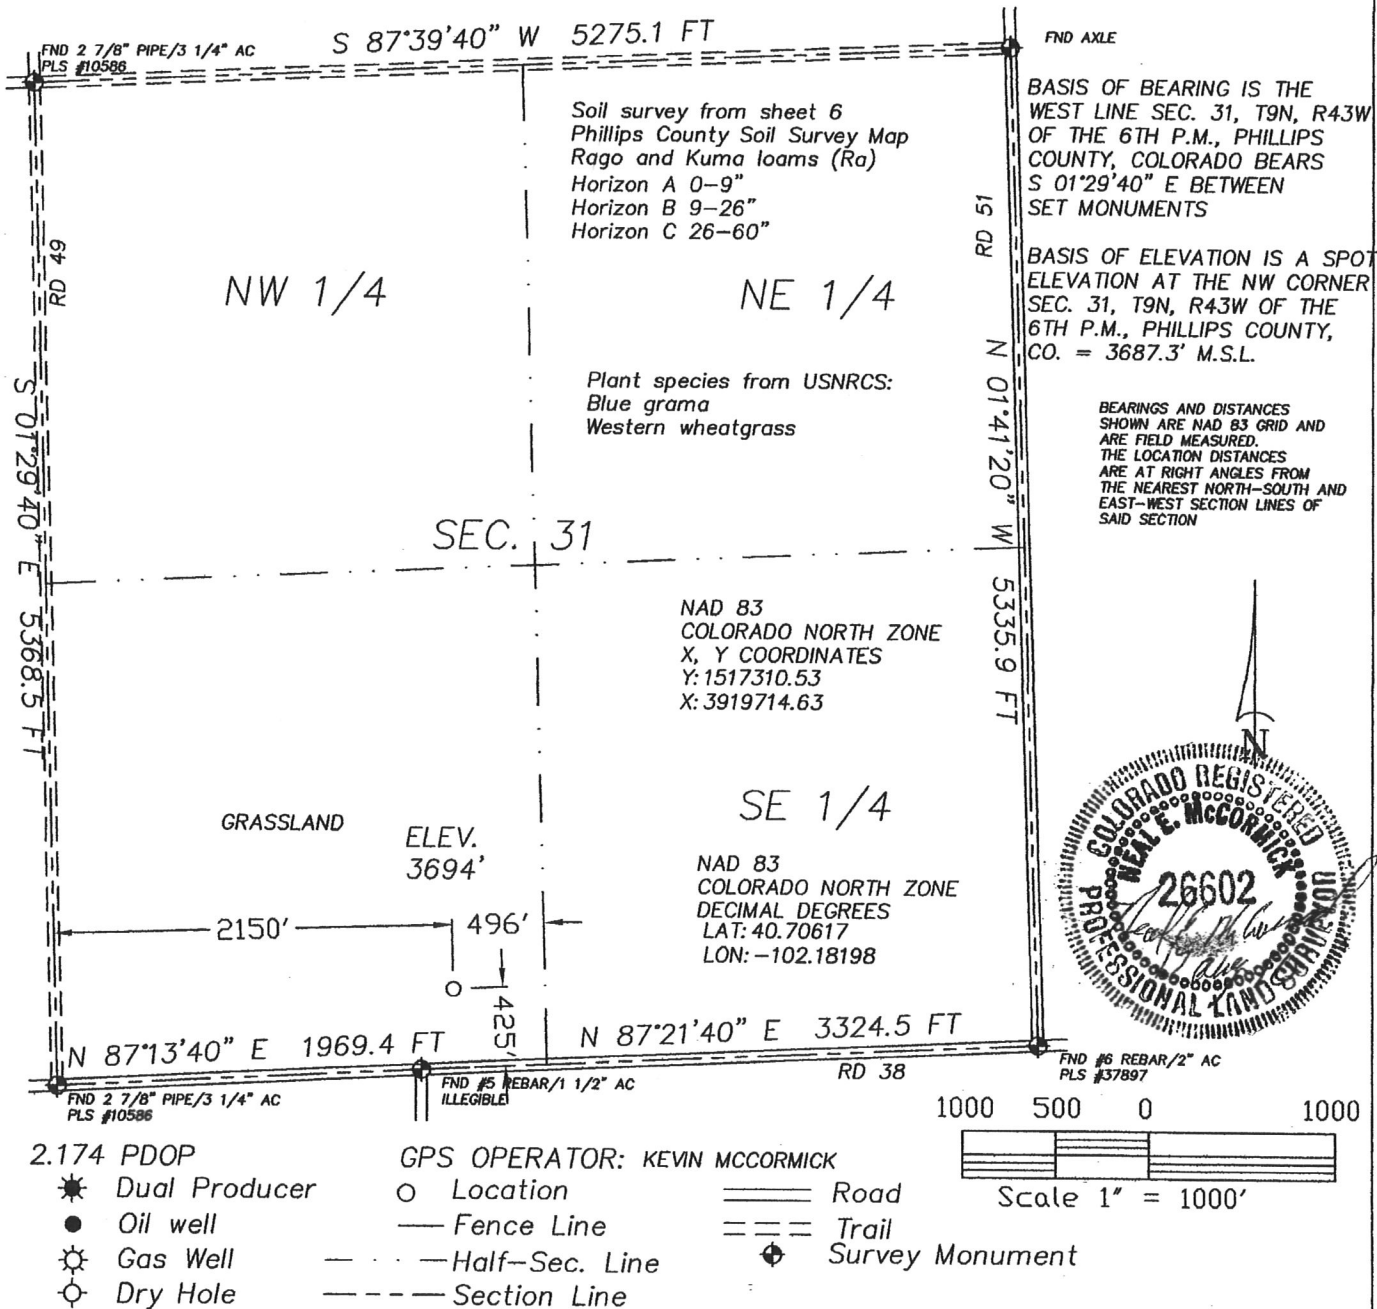 S 87°39'40" W 5275.1 FT
FND 2 7/8" PIPE/3 1/4" AC
PLS #10586
FND AXLE
BASIS OF BEARING IS THE
WEST LINE SEC. 31, T9N, R43W
OF THE 6TH P.M., PHILLIPS
COUNTY, COLORADO BEARS
S 01°29'40" E BETWEEN
SET MONUMENTS
Soil survey from sheet 6
Phillips County Soil Survey Map
Rago and Kuma loams (Ra)
Horizon A 0-9"
Horizon B 9-26"
Horizon C 26-60"
RD 49
RD 51
NW 1/4
NE 1/4
BASIS OF ELEVATION IS A SPOT
ELEVATION AT THE NW CORNER
SEC. 31, T9N, R43W OF THE
6TH P.M., PHILLIPS COUNTY,
CO. = 3687.3' M.S.L.
Plant species from USNRCS:
Blue grama
Western wheatgrass
BEARINGS AND DISTANCES
SHOWN ARE NAD 83 GRID AND
ARE FIELD MEASURED.
THE LOCATION DISTANCES
ARE AT RIGHT ANGLES FROM
THE NEAREST NORTH-SOUTH AND
EAST-WEST SECTION LINES OF
SAID SECTION
S 01°29'40" E 5368.5 FT
N 01°41'20" W 5335.9 FT
SEC. 31
NAD 83
COLORADO NORTH ZONE
X, Y COORDINATES
Y: 1517310.53
X: 3919714.63
N
GRASSLAND
ELEV.
3694'
SE 1/4
NAD 83
COLORADO NORTH ZONE
DECIMAL DEGREES
LAT: 40.70617
LON: -102.18198
COLORADO REGISTERED
NEAL E. McCORMICK
26602
PROFESSIONAL LAND SURVEYOR
2150'
496'
425'
N 87°13'40" E 1969.4 FT
N 87°21'40" E 3324.5 FT
RD 38
FND 2 7/8" PIPE/3 1/4" AC
PLS #10586
FND #5 REBAR/1 1/2" AC
ILLEGIBLE
FND #6 REBAR/2" AC
PLS #37897
1000 500 0 1000
Scale 1" = 1000'
2.174 PDOP
GPS OPERATOR: KEVIN MCCORMICK
Dual Producer
Location
Road
Oil well
Fence Line
Trail
Gas Well
Half-Sec. Line
Survey Monument
Dry Hole
Section Line